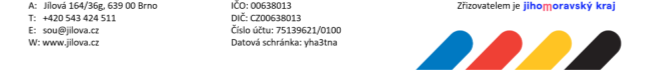 A: Jílová 164/36g, 639 00 Brno
T: +420 543 424 511
E: sou@jilova.cz
W: www.jilova.cz
IČO: 00638013
DIČ: CZ00638013
Číslo účtu: 75139621/0100
Datová schránka: yha3tna
Zřizovatelem je jihomoravský kraj